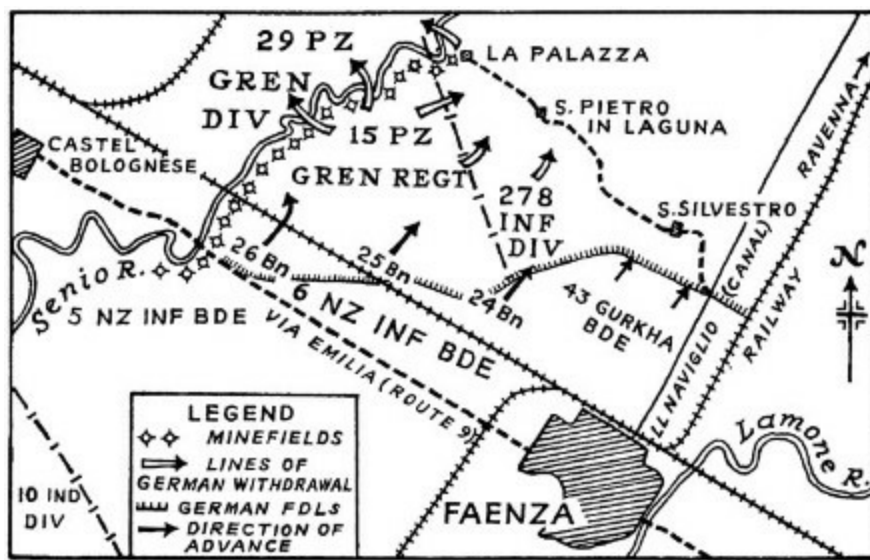 29 PZ
GREN
DIV
LA PALAZZA
S. PIETRO
IN LAGUNA
RAVENNA
CASTEL
BOLOGNESE
15 PZ
GREN REGT
278
INF
DIV
S. SILVESTRO
Senio R.
26 Bn
25 Bn
24 Bn
43 GURKHA
BDE
(CANAL)
LL NAVIGLIO
RAILWAY
N
5 NZ INF BDE
6 NZ INF BDE
VIA EMILIA (ROUTE 9)
LEGEND
MINEFIELDS
LINES OF
GERMAN WITHDRAWAL
GERMAN FDLS
DIRECTION OF
ADVANCE
10 IND
DIV
FAENZA
Lamone R.